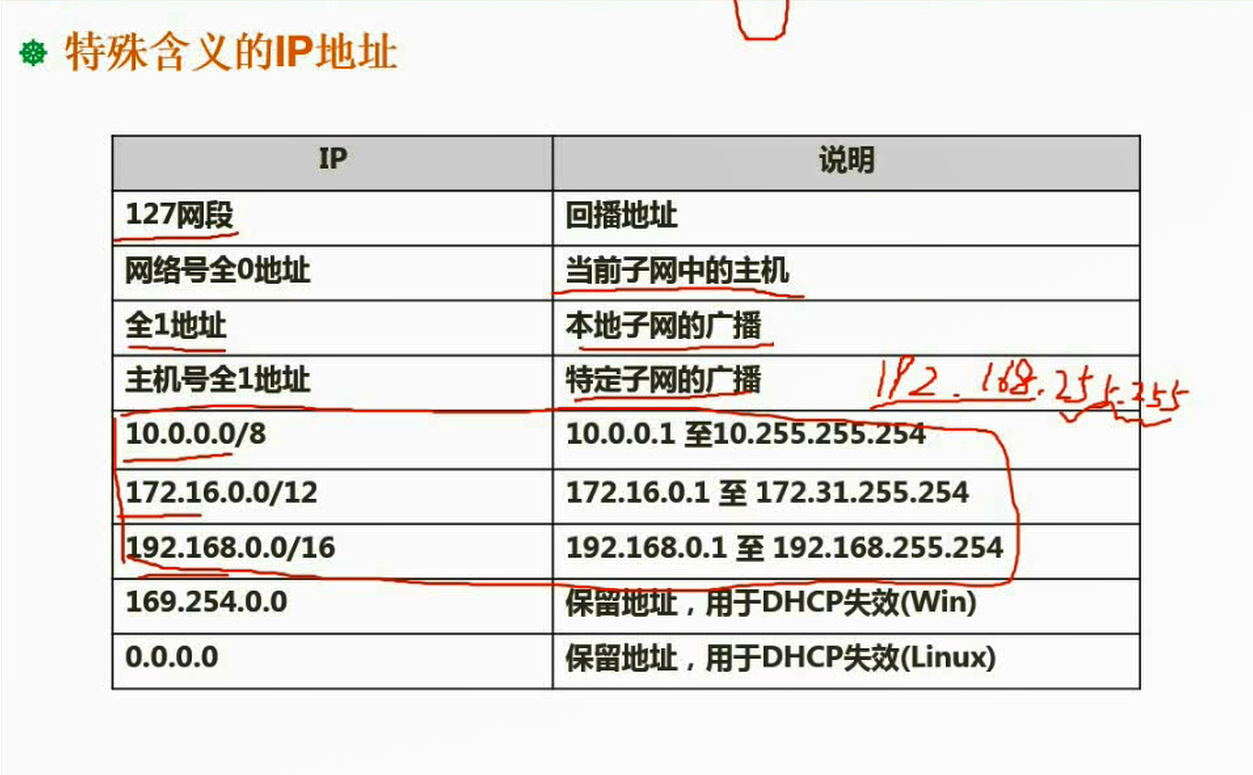 特殊含义的IP地址
IP 说明
127网段 回播地址
网络号全0地址 当前子网中的主机
全1地址 本地子网的广播
主机号全1地址 特定子网的广播 192.168.255.255
10.0.0.0/8 10.0.0.1 至10.255.255.254
172.16.0.0/12 172.16.0.1 至 172.31.255.254
192.168.0.0/16 192.168.0.1 至 192.168.255.254
169.254.0.0 保留地址，用于DHCP失效(Win)
0.0.0.0 保留地址，用于DHCP失效(Linux)